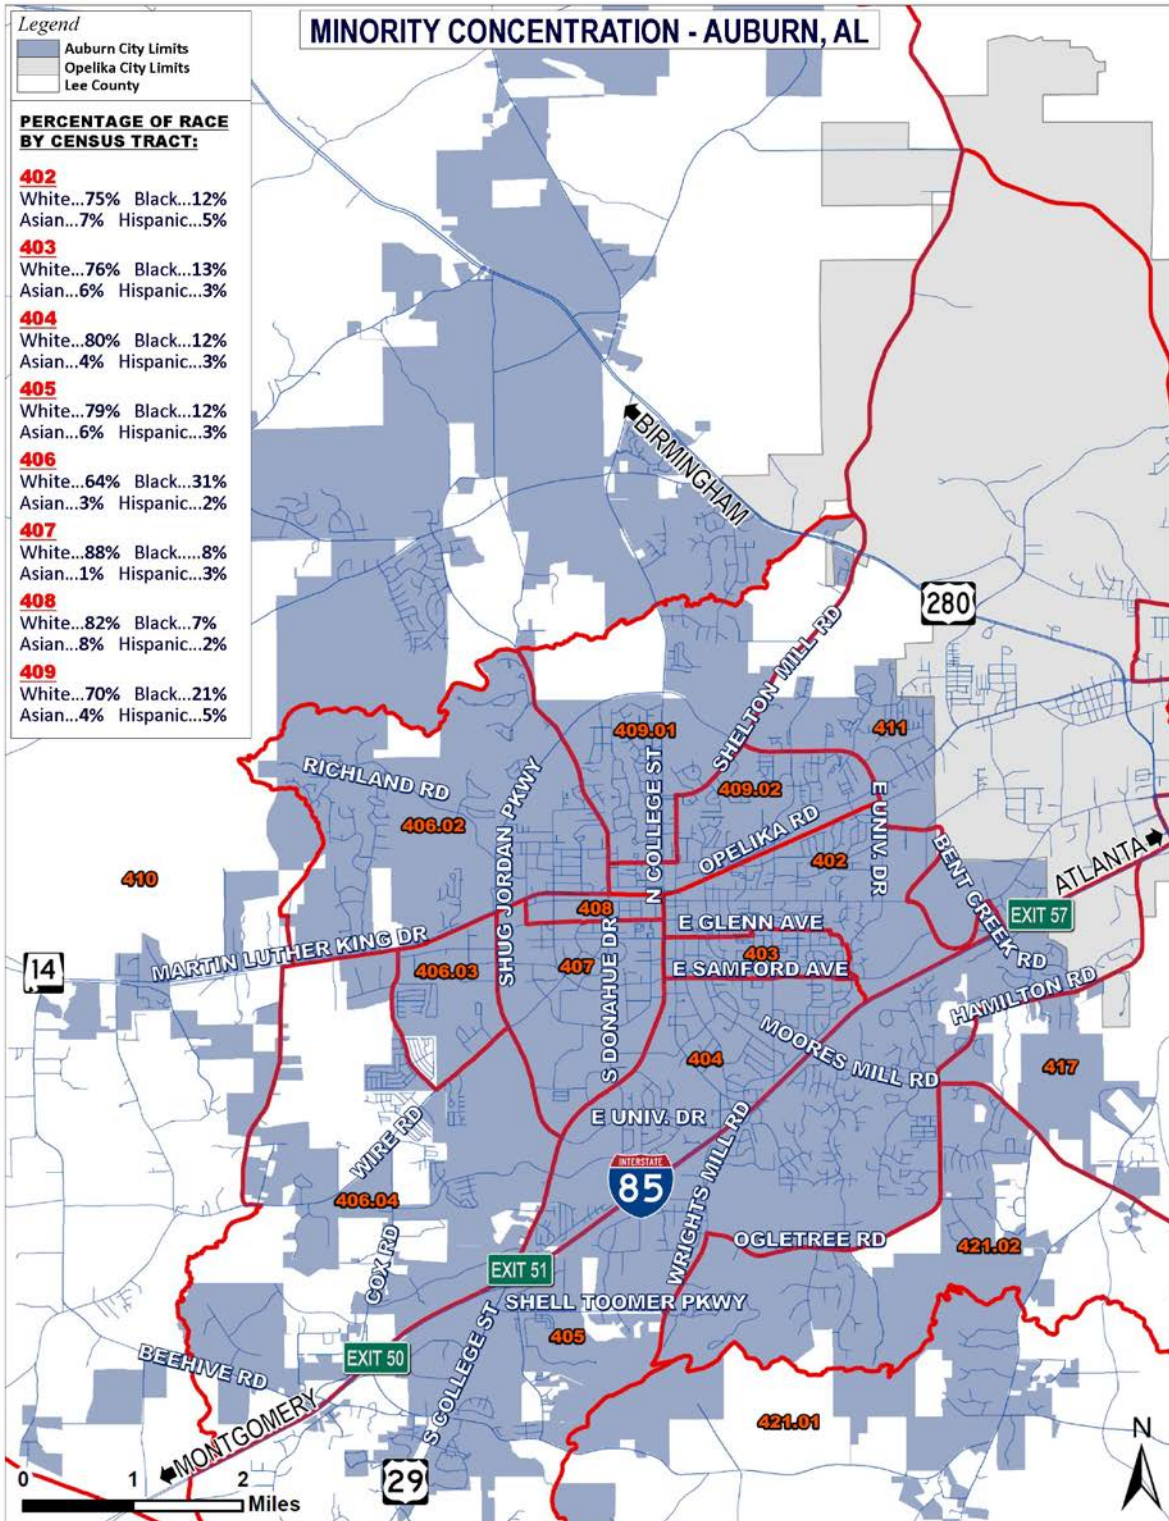 MINORITY CONCENTRATION - AUBURN, AL
Legend
Auburn City Limits
Opelika City Limits
Lee County
PERCENTAGE OF RACE
BY CENSUS TRACT:
402
White...75% Black...12%
Asian...7% Hispanic...5%
403
White...76% Black...13%
Asian...6% Hispanic...3%
404
White...80% Black...12%
Asian...4% Hispanic...3%
405
White...79% Black...12%
Asian...6% Hispanic...3%
406
White...64% Black...31%
Asian...3% Hispanic...2%
407
White...88% Black.....8%
Asian...1% Hispanic...3%
408
White...82% Black...7%
Asian...8% Hispanic...2%
409
White...70% Black...21%
Asian...4% Hispanic...5%
BIRMINGHAM
280
SHELTON MILL RD
409.01
411
RICHLAND RD
SHUG JORDAN PKWY
N COLLEGE ST
409.02
E UNIV. DR
406.02
OPELIKA RD
402
BENT CREEK RD
ATLANTA
410
408
EXIT 57
E GLENN AVE
MARTIN LUTHER KING DR
14
406.03
407
S DONAHUE DR
403
E SAMFORD AVE
HAMILTON RD
404
MOORES MILL RD
417
E UNIV. DR
WIRE RD
INTERSTATE
85
WRIGHTS MILL RD
406.04
COX RD
OGLETREE RD
421.02
EXIT 51
SHELL TOOMER PKWY
405
EXIT 50
BEEHIVE RD
S COLLEGE ST
421.01
MONTGOMERY
29
N
0 1 2
Miles